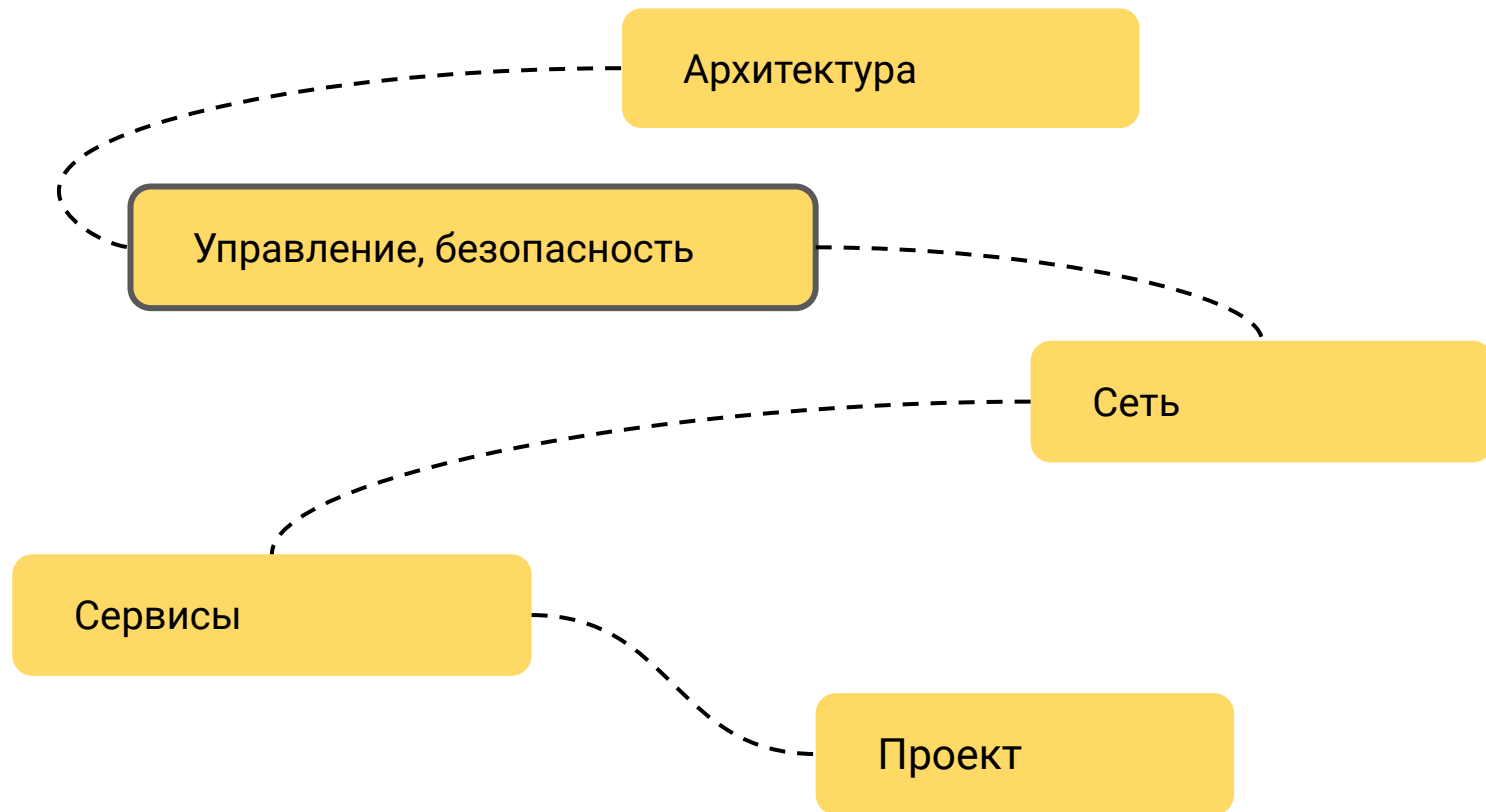 Архитектура
Управление, безопасность
Сеть
Сервисы
Проект